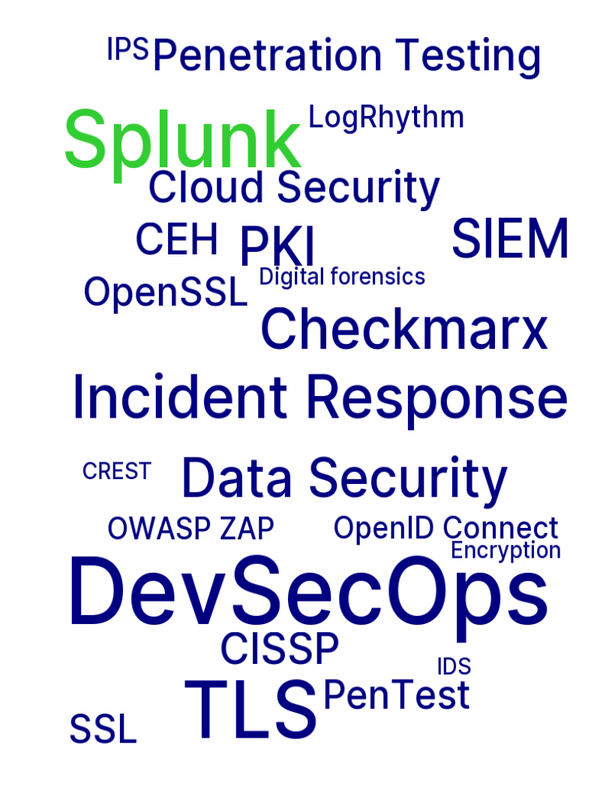 IPS Penetration Testing
Splunk LogRhythm
Cloud Security
CEH PKI SIEM
OpenSSL Digital forensics
Checkmarx
Incident Response
CREST Data Security
OWASP ZAP OpenID Connect
Encryption
DevSecOps
CISSP
IDS
TLS PenTest
SSL